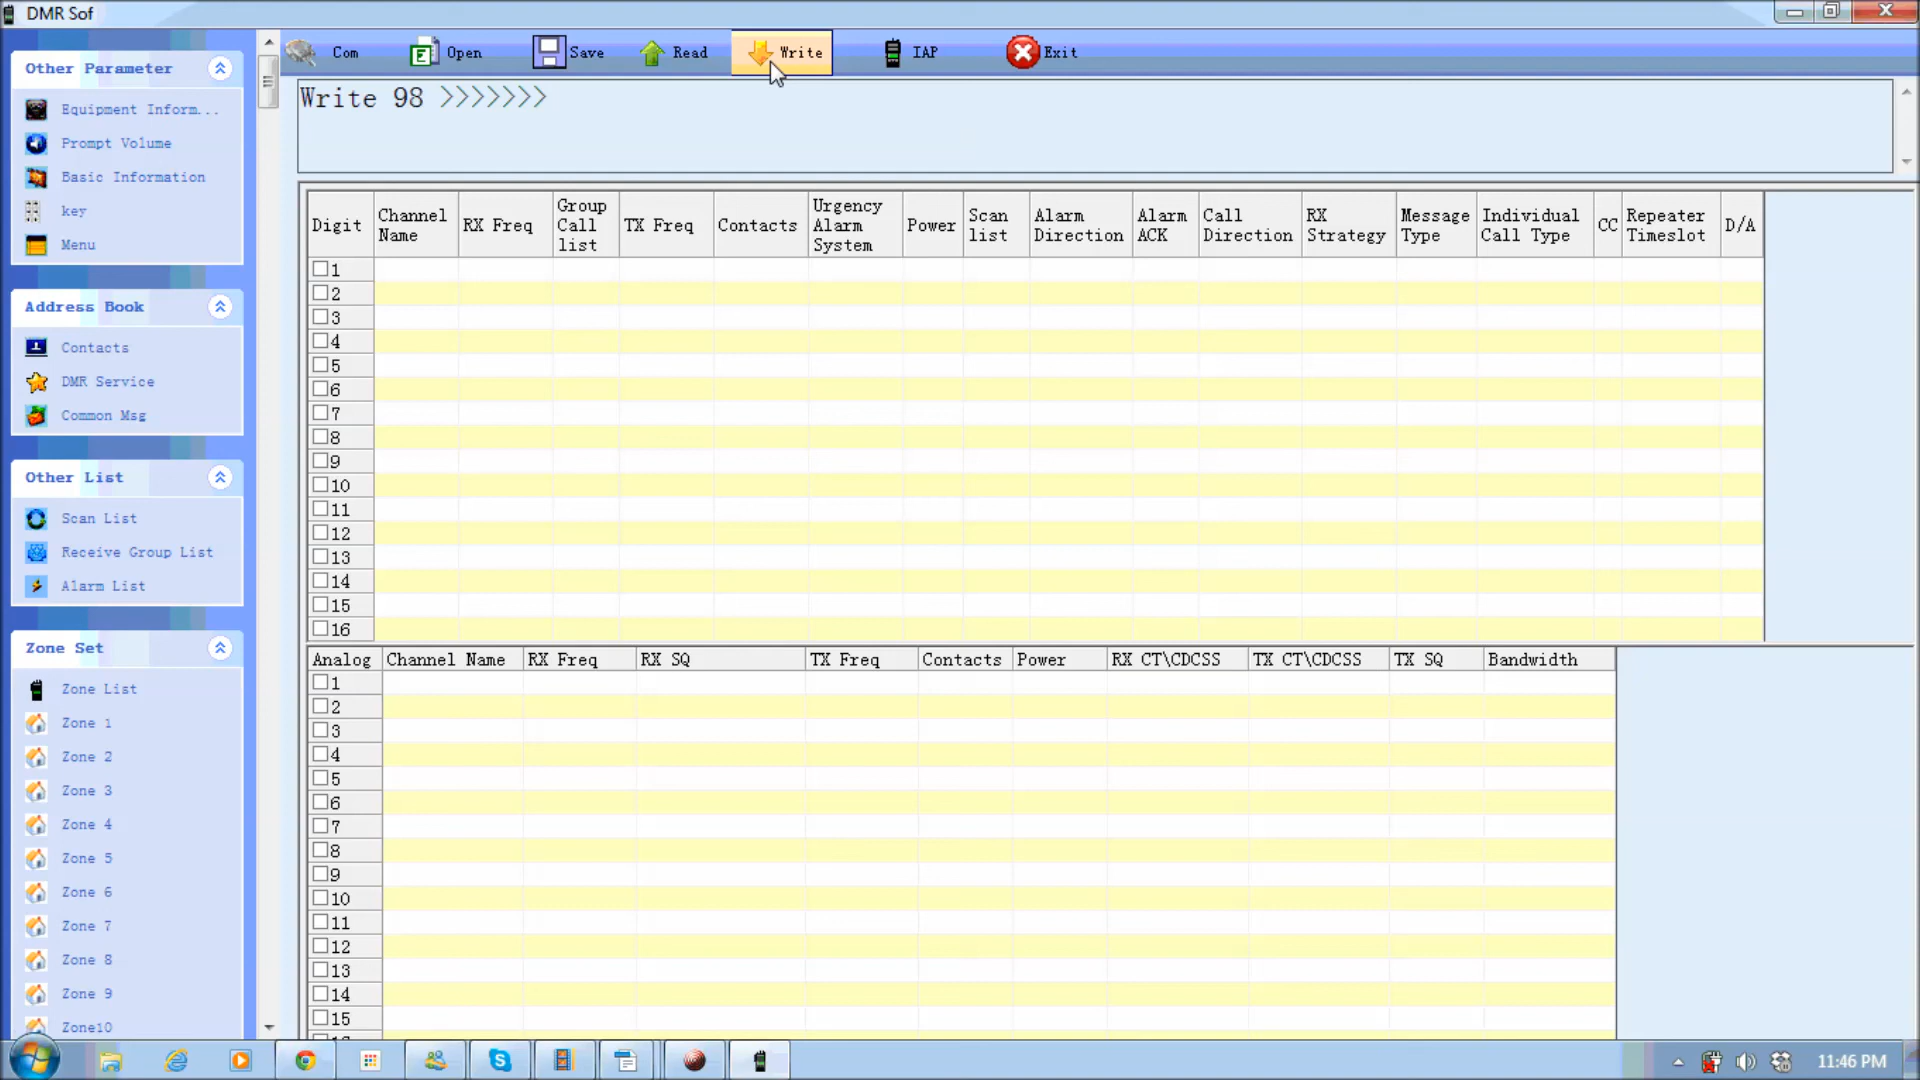 DMR Sof
Com Open Save Read Write IAP Exit
Write 98 >>>>>>>
Other Parameter
Equipment Inform...
Prompt Volume
Basic Information
key
Menu
Address Book
Contacts
DMR Service
Common Msg
Other List
Scan List
Receive Group List
Alarm List
Zone Set
Zone List
Zone 1
Zone 2
Zone 3
Zone 4
Zone 5
Zone 6
Zone 7
Zone 8
Zone 9
Zone10
Digit Channel Name RX Freq Group Call list TX Freq Contacts Urgency Alarm System Power Scan list Alarm Direction Alarm ACK Call Direction RX Strategy Message Type Individual Call Type CC Repeater Timeslot D/A
1
2
3
4
5
6
7
8
9
10
11
12
13
14
15
16
Analog Channel Name RX Freq RX SQ TX Freq Contacts Power RX CT\CDCSS TX CT\CDCSS TX SQ Bandwidth
1
2
3
4
5
6
7
8
9
10
11
12
13
14
15
11:46 PM